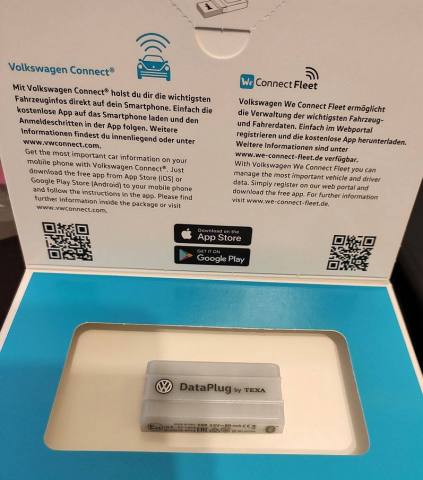 Volkswagen Connect®
Mit Volkswagen Connect® holst du dir die wichtigsten
Fahrzeuginfos direkt auf dein Smartphone. Einfach die
kostenlose App auf das Smartphone laden und den
Anmeldeschritten in der App folgen. Weitere
Informationen findest du innenliegend oder unter
www.vwconnect.com.
Get the most important car information on your
mobile phone with Volkswagen Connect®. Just
download the free app from App Store (iOS) or
Google Play Store (Android) to your mobile phone
and follow the instructions in the app. Please find
further information inside the package or visit
www.vwconnect.com.
We Connect Fleet
Volkswagen We Connect Fleet ermöglicht
die Verwaltung der wichtigsten Fahrzeug-
und Fahrerdaten. Einfach im Webportal
registrieren und die kostenlose App herunterladen.
Weitere Informationen sind unter
www.we-connect-fleet.de verfügbar.
With Volkswagen We Connect Fleet you can
manage the most important vehicle and driver
data. Simply register on our web portal and
download the free app. For further information
visit www.we-connect-fleet.de.
Download on the
App Store
GET IT ON
Google Play
DataPlug by TEXA